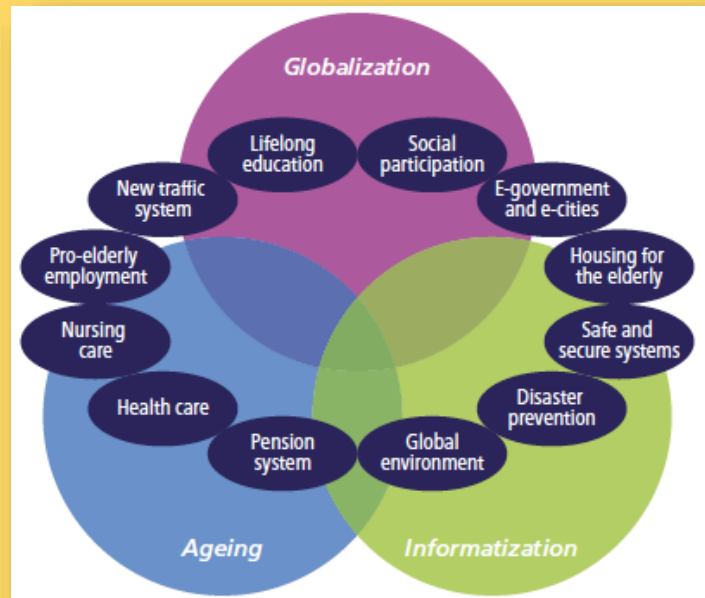 Globalization
Lifelong
education
Social
participation
New traffic
system
E-government
and e-cities
Pro-elderly
employment
Housing for
the elderly
Nursing
care
Safe and
secure systems
Health care
Disaster
prevention
Pension
system
Global
environment
Ageing
Informatization